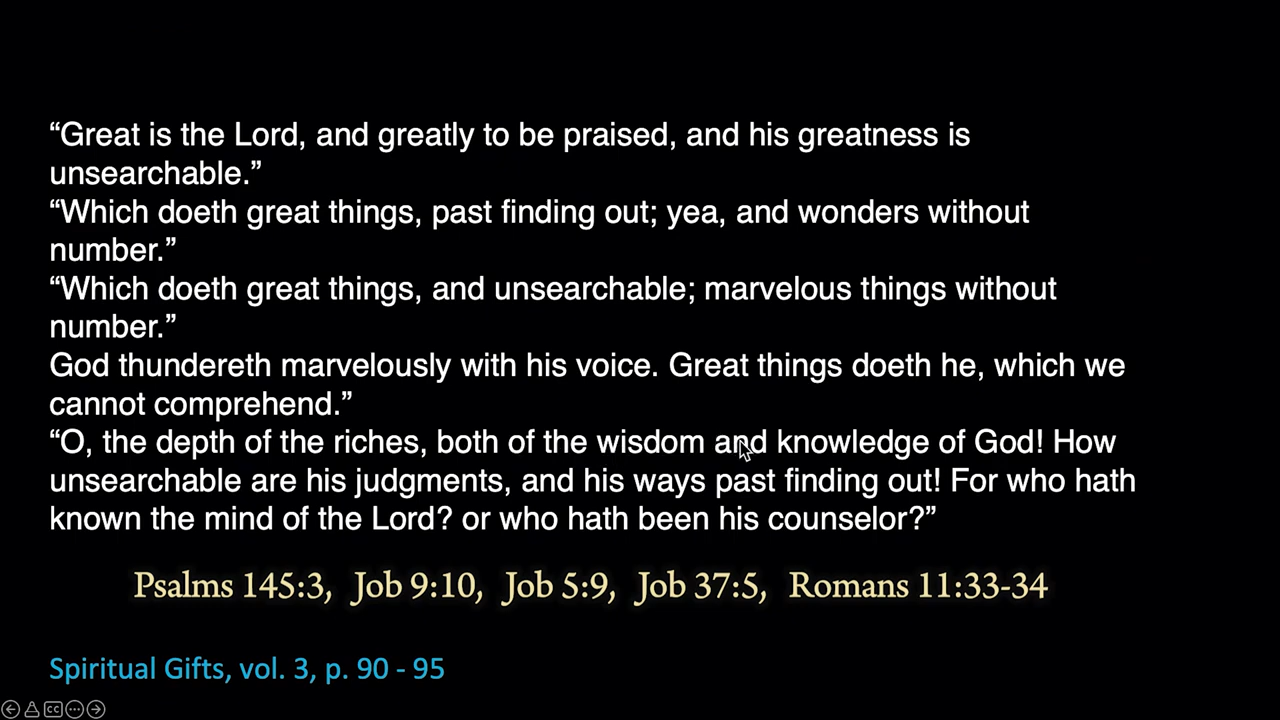 “Great is the Lord, and greatly to be praised, and his greatness is
unsearchable.”
“Which doeth great things, past finding out; yea, and wonders without
number.”
“Which doeth great things, and unsearchable; marvelous things without
number.”
God thundereth marvelously with his voice. Great things doeth he, which we
cannot comprehend.”
“O, the depth of the riches, both of the wisdom and knowledge of God! How
unsearchable are his judgments, and his ways past finding out! For who hath
known the mind of the Lord? or who hath been his counselor?”
Psalms 145:3, Job 9:10, Job 5:9, Job 37:5, Romans 11:33-34
Spiritual Gifts, vol. 3, p. 90 - 95
CC